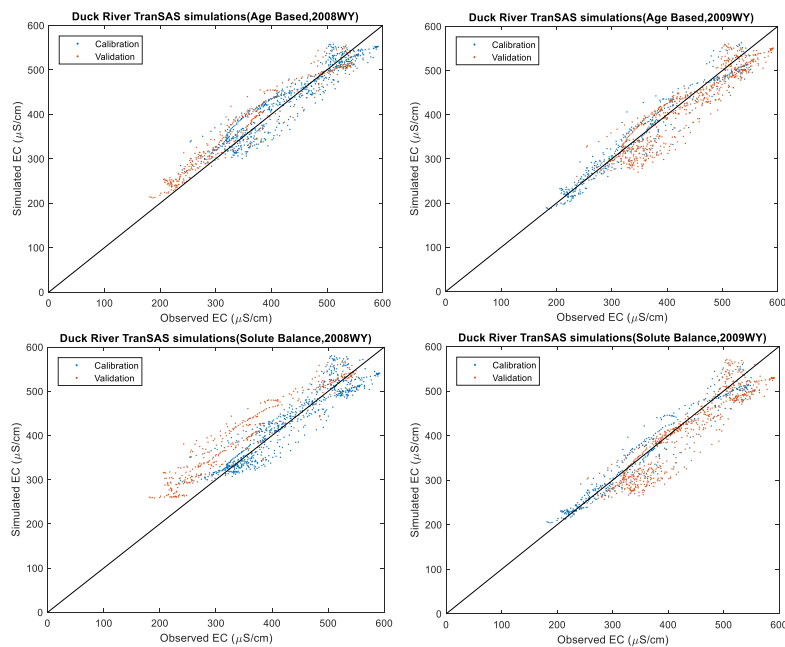 Duck River TranSAS simulations(Age Based,2008WY)
Calibration
Validation
Simulated EC (μS/cm)
600
500
400
300
200
100
0
0 100 200 300 400 500 600
Observed EC (μS/cm)
Duck River TranSAS simulations(Age Based,2009WY)
Calibration
Validation
Simulated EC (μS/cm)
600
500
400
300
200
100
0
0 100 200 300 400 500 600
Observed EC (μS/cm)
Duck River TranSAS simulations(Solute Balance,2008WY)
Calibration
Validation
Simulated EC (μS/cm)
600
500
400
300
200
100
0
0 100 200 300 400 500 600
Observed EC (μS/cm)
Duck River TranSAS simulations(Solute Balance,2009WY)
Calibration
Validation
Simulated EC (μS/cm)
600
500
400
300
200
100
0
0 100 200 300 400 500 600
Observed EC (μS/cm)